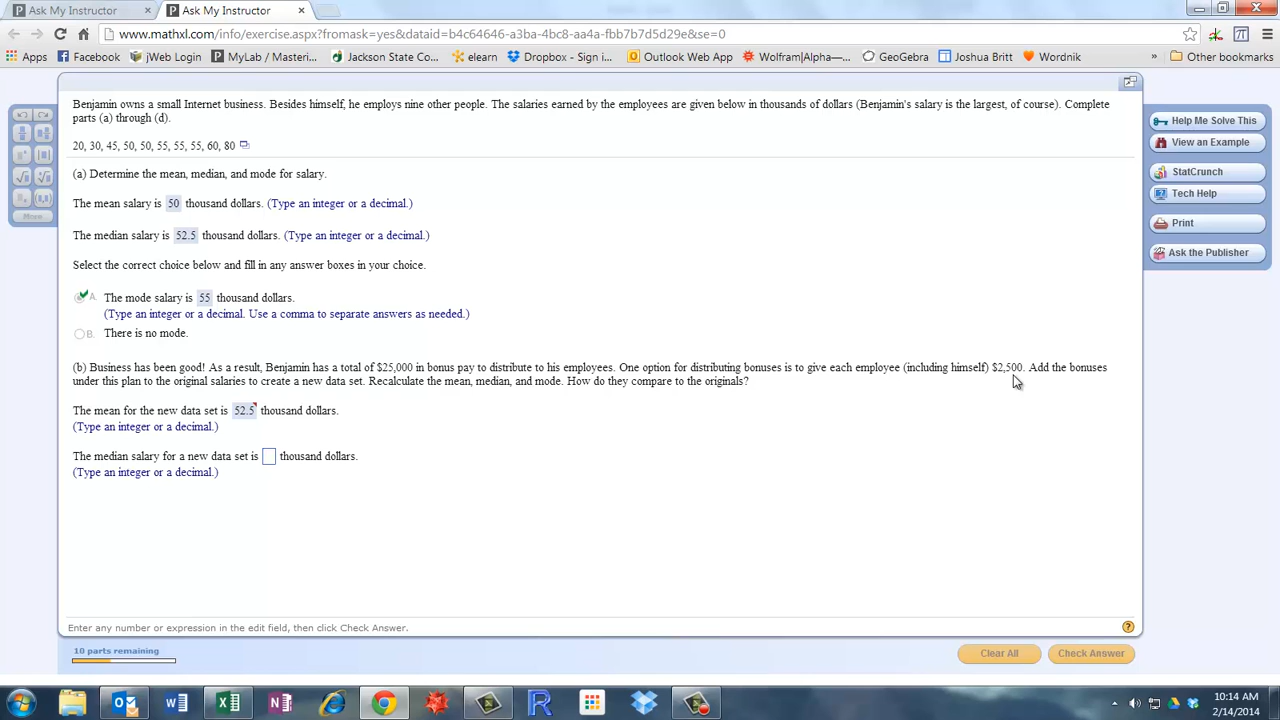 Ask My Instructor
Ask My Instructor
www.mathxl.com/info/exercise.aspx?fromask=yes&dataid=b4c64646-a3ba-4bc8-aa4a-fbb7b7d5d29e&se=0
Apps Facebook jWeb Login MyLab / Masteri... Jackson State Co... elearn Dropbox - Sign i... Outlook Web App Wolfram|Alpha—... GeoGebra Joshua Britt Wordnik » Other bookmarks
Benjamin owns a small Internet business. Besides himself, he employs nine other people. The salaries earned by the employees are given below in thousands of dollars (Benjamin's salary is the largest, of course). Complete
parts (a) through (d).
20, 30, 45, 50, 50, 55, 55, 55, 60, 80
(a) Determine the mean, median, and mode for salary.
The mean salary is 50 thousand dollars. (Type an integer or a decimal.)
The median salary is 52.5 thousand dollars. (Type an integer or a decimal.)
Select the correct choice below and fill in any answer boxes in your choice.
A. The mode salary is 55 thousand dollars.
(Type an integer or a decimal. Use a comma to separate answers as needed.)
B. There is no mode.
(b) Business has been good! As a result, Benjamin has a total of $25,000 in bonus pay to distribute to his employees. One option for distributing bonuses is to give each employee (including himself) $2,500. Add the bonuses
under this plan to the original salaries to create a new data set. Recalculate the mean, median, and mode. How do they compare to the originals?
The mean for the new data set is 52.5 thousand dollars.
(Type an integer or a decimal.)
The median salary for a new data set is thousand dollars.
(Type an integer or a decimal.)
Enter any number or expression in the edit field, then click Check Answer.
?
10 parts remaining
Clear All
Check Answer
More
Help Me Solve This
View an Example
StatCrunch
Tech Help
Print
Ask the Publisher
10:14 AM
2/14/2014